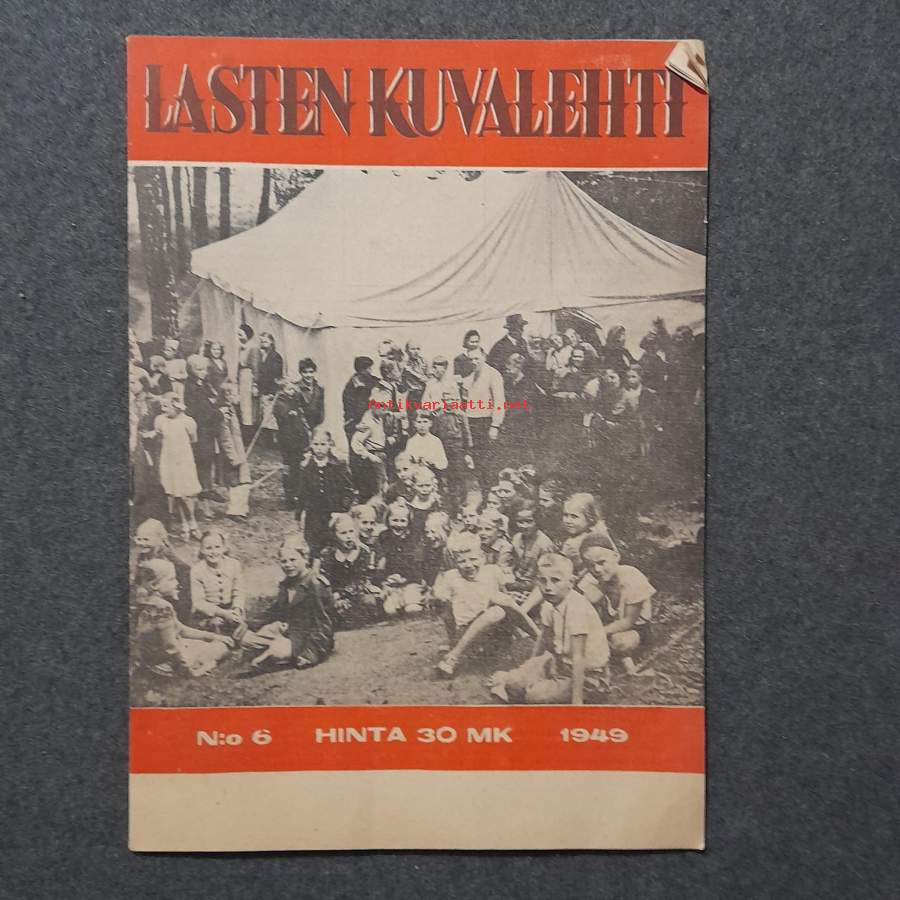 LASTEN KUVALEHTI
Antikvariaatti.net
N:o 6 HINTA 30 MK 1949